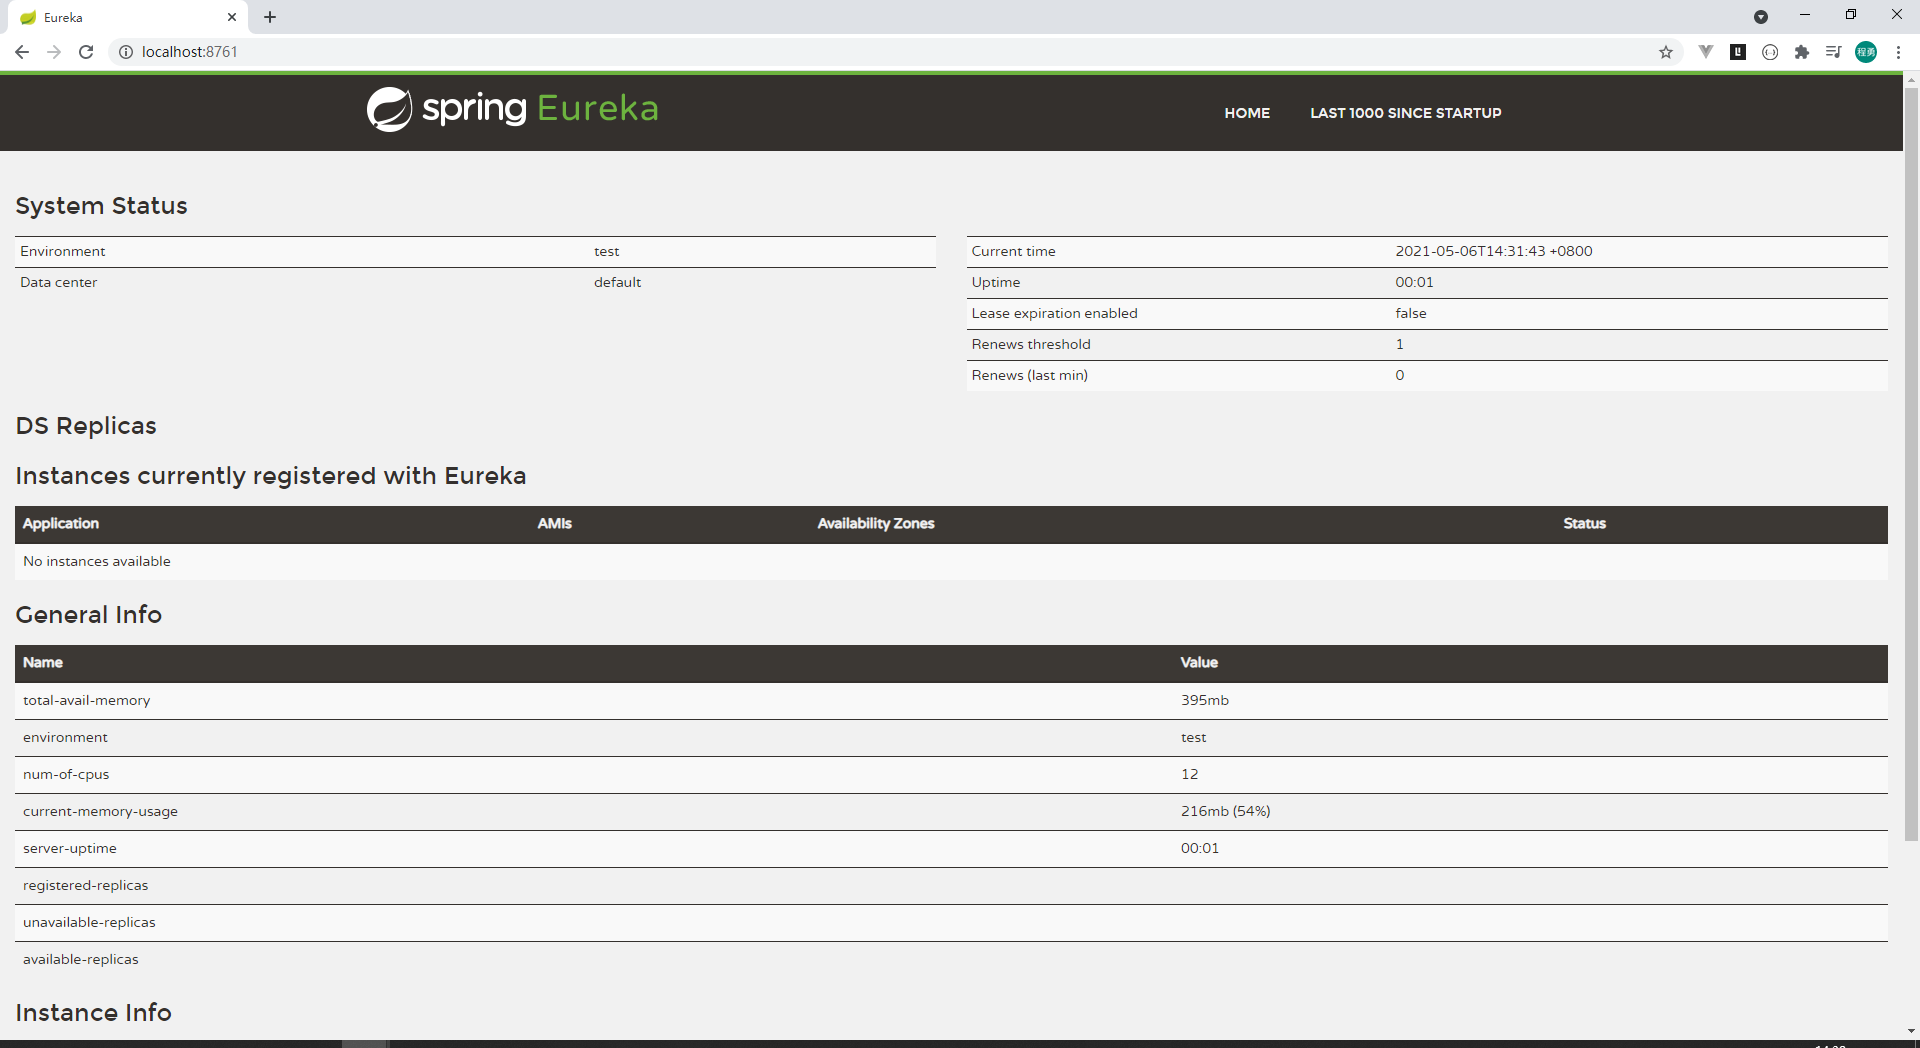 Eureka
localhost:8761
程勇
spring Eureka
HOME LAST 1000 SINCE STARTUP
System Status
Environment test
Data center default
Current time 2021-05-06T14:31:43 +0800
Uptime 00:01
Lease expiration enabled false
Renews threshold 1
Renews (last min) 0
DS Replicas
Instances currently registered with Eureka
Application AMIs Availability Zones Status
No instances available
General Info
Name Value
total-avail-memory 395mb
environment test
num-of-cpus 12
current-memory-usage 216mb (54%)
server-uptime 00:01
registered-replicas
unavailable-replicas
available-replicas
Instance Info